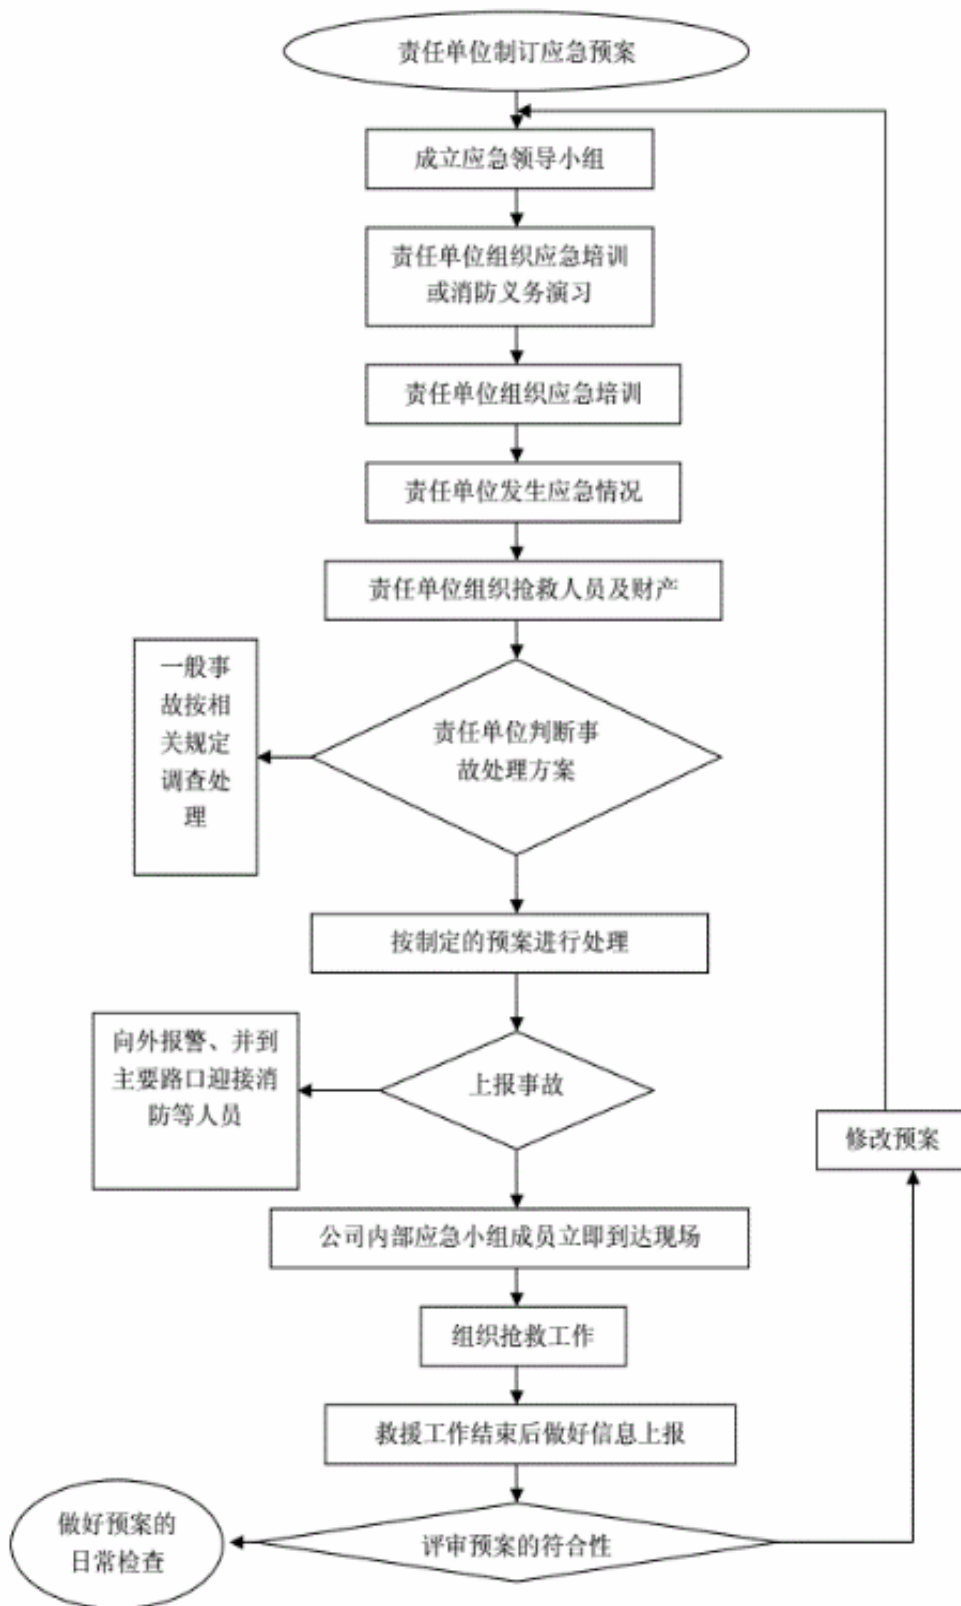 责任单位制订应急预案
成立应急领导小组
责任单位组织应急培训
或消防义务演习
责任单位组织应急培训
责任单位发生应急情况
责任单位组织抢救人员及财产
一般事
故按相
关规定
调查处
理
责任单位判断事
故处理方案
按制定的预案进行处理
向外报警、并到
主要路口迎接消
防等人员
上报事故
修改预案
公司内部应急小组成员立即到达现场
组织抢救工作
救援工作结束后做好信息上报
做好预案的
日常检查
评审预案的符合性